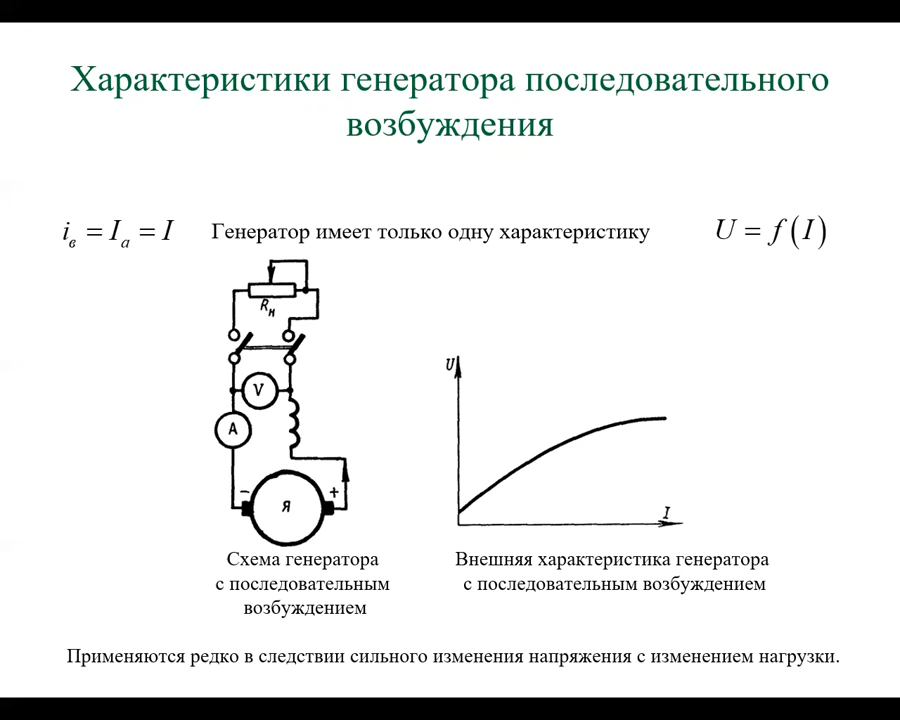 Характеристики генератора последовательного
возбуждения
iв = Iа = I
Генератор имеет только одну характеристику
U = f(I)
Rн
V
A
−
+
Я
U
I
Схема генератора
с последовательным
возбуждением
Внешняя характеристика генератора
с последовательным возбуждением
Применяются редко в следствии сильного изменения напряжения с изменением нагрузки.